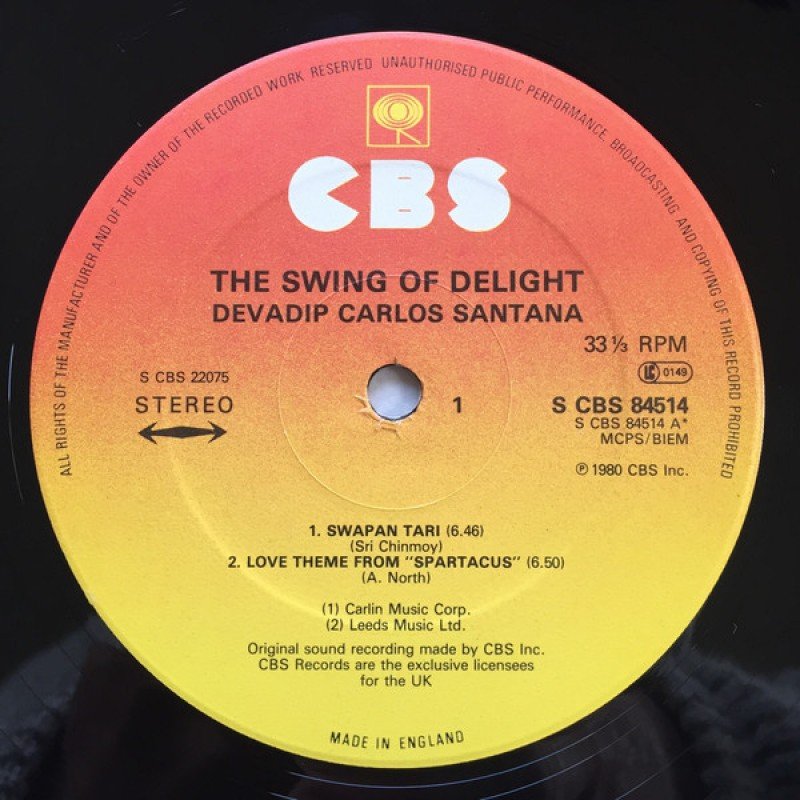 ALL RIGHTS OF THE MANUFACTURER AND OF THE OWNER OF THE RECORDED WORK RESERVED UNAUTHORISED PUBLIC PERFORMANCE, BROADCASTING AND COPYING OF THIS RECORD PROHIBITED
CBS
THE SWING OF DELIGHT
DEVADIP CARLOS SANTANA
33⅓ RPM
LC 0149
S CBS 22075
STEREO
1
S CBS 84514
S CBS 84514 A*
MCPS/BIEM
℗ 1980 CBS Inc.
1. SWAPAN TARI (6.46)
(Sri Chinmoy)
2. LOVE THEME FROM "SPARTACUS" (6.50)
(A. North)
(1) Carlin Music Corp.
(2) Leeds Music Ltd.
Original sound recording made by CBS Inc.
CBS Records are the exclusive licensees
for the UK
MADE IN ENGLAND